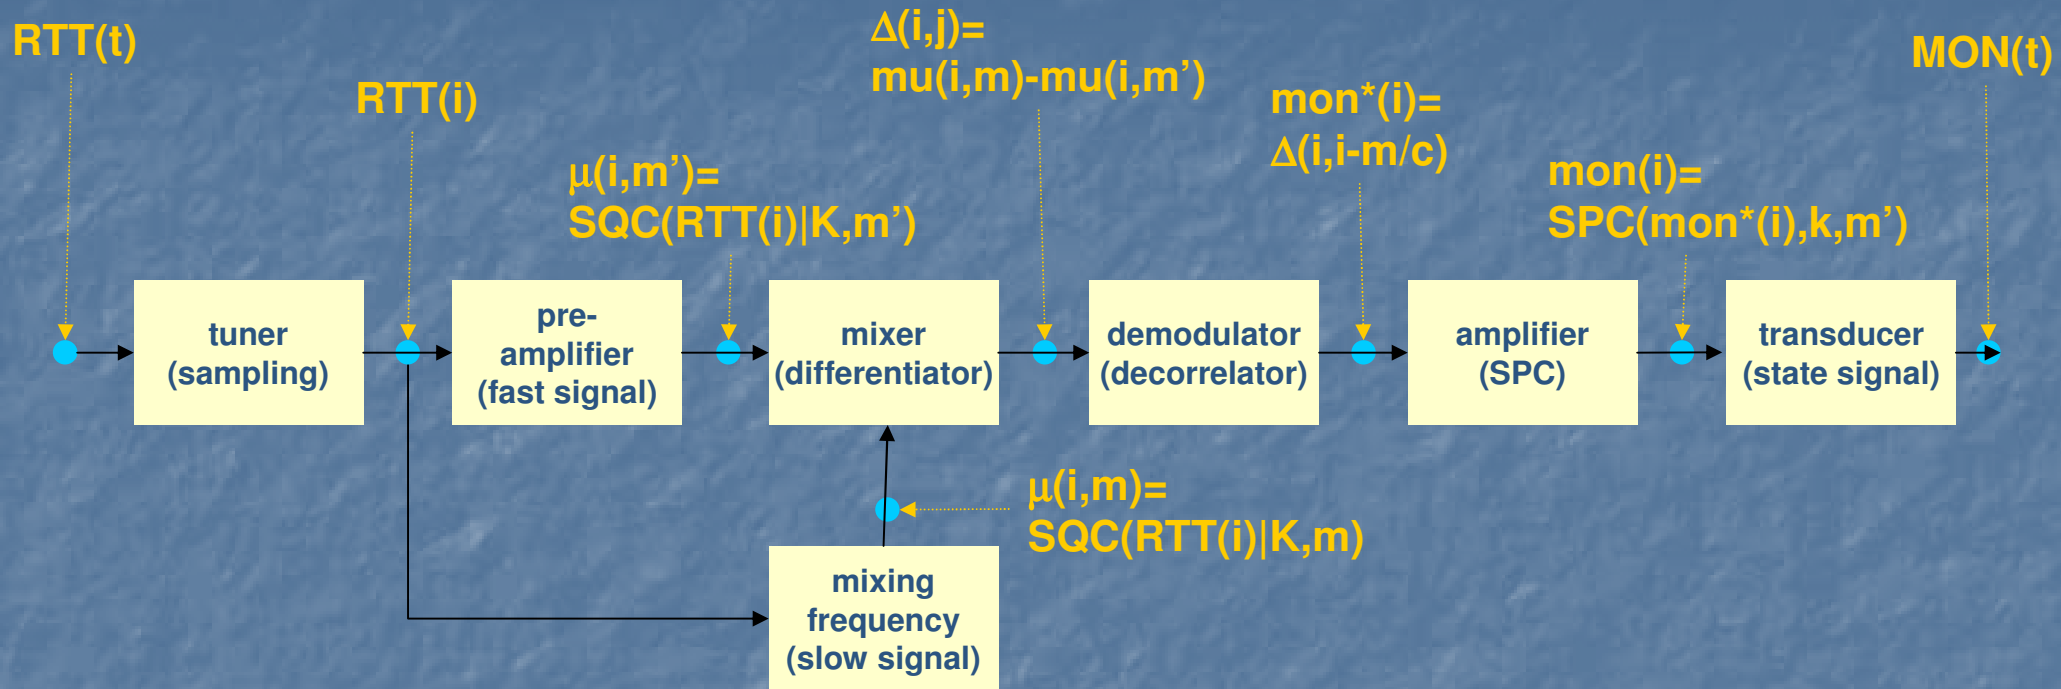 RTT(t)
RTT(i)
μ(i,m’)=
SQC(RTT(i)|K,m’)
Δ(i,j)=
mu(i,m)-mu(i,m’)
mon*(i)=
Δ(i,i-m/c)
mon(i)=
SPC(mon*(i),k,m’)
MON(t)
tuner
(sampling)
pre-
amplifier
(fast signal)
mixer
(differentiator)
demodulator
(decorrelator)
amplifier
(SPC)
transducer
(state signal)
μ(i,m)=
SQC(RTT(i)|K,m)
mixing
frequency
(slow signal)